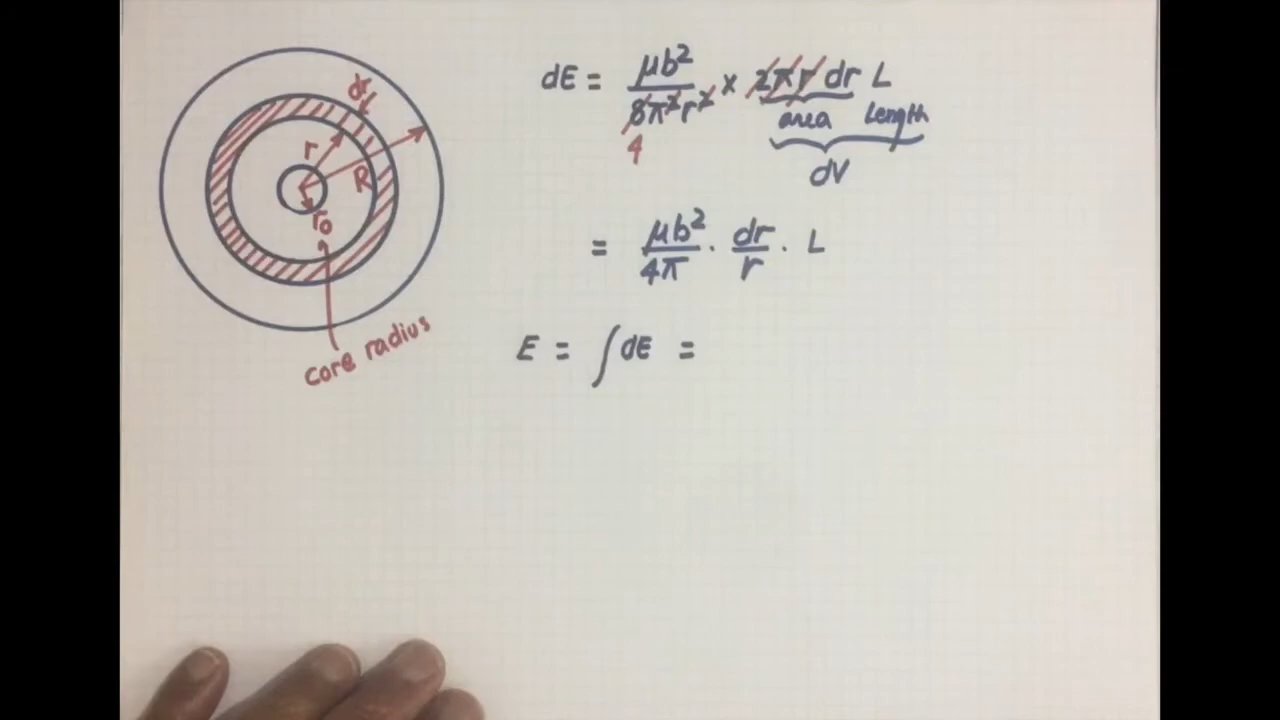 dr
r
R
r₀
core radius
dE = μb²/8π²r² × 2πr dr L
4
area length
dV
= μb²/4π · dr/r · L
E = ∫dE =